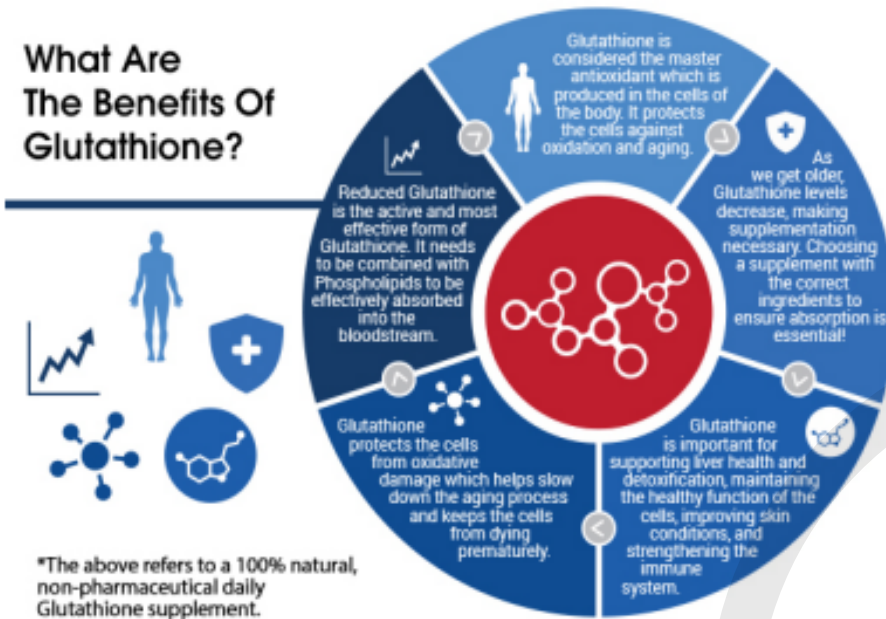 What Are
The Benefits Of
Glutathione?
Glutathione is
considered the master
antioxidant which is
produced in the cells of
the body. It protects
the cells against
oxidation and aging.
As
we get older,
Glutathione levels
decrease, making
supplementation
necessary. Choosing
a supplement with
the correct
ingredients to
ensure absorption is
essential!
Glutathione
is important for
supporting liver health and
detoxification, maintaining
the healthy function of the
cells, improving skin
conditions, and
strengthening the
immune
system.
Glutathione
protects the cells
from oxidative
damage which helps slow
down the aging process
and keeps the cells
from dying
prematurely.
Reduced Glutathione
is the active and most
effective form of
Glutathione. It needs
to be combined with
Phospholipids to be
effectively absorbed
into the
bloodstream.
*The above refers to a 100% natural,
non-pharmaceutical daily
Glutathione supplement.